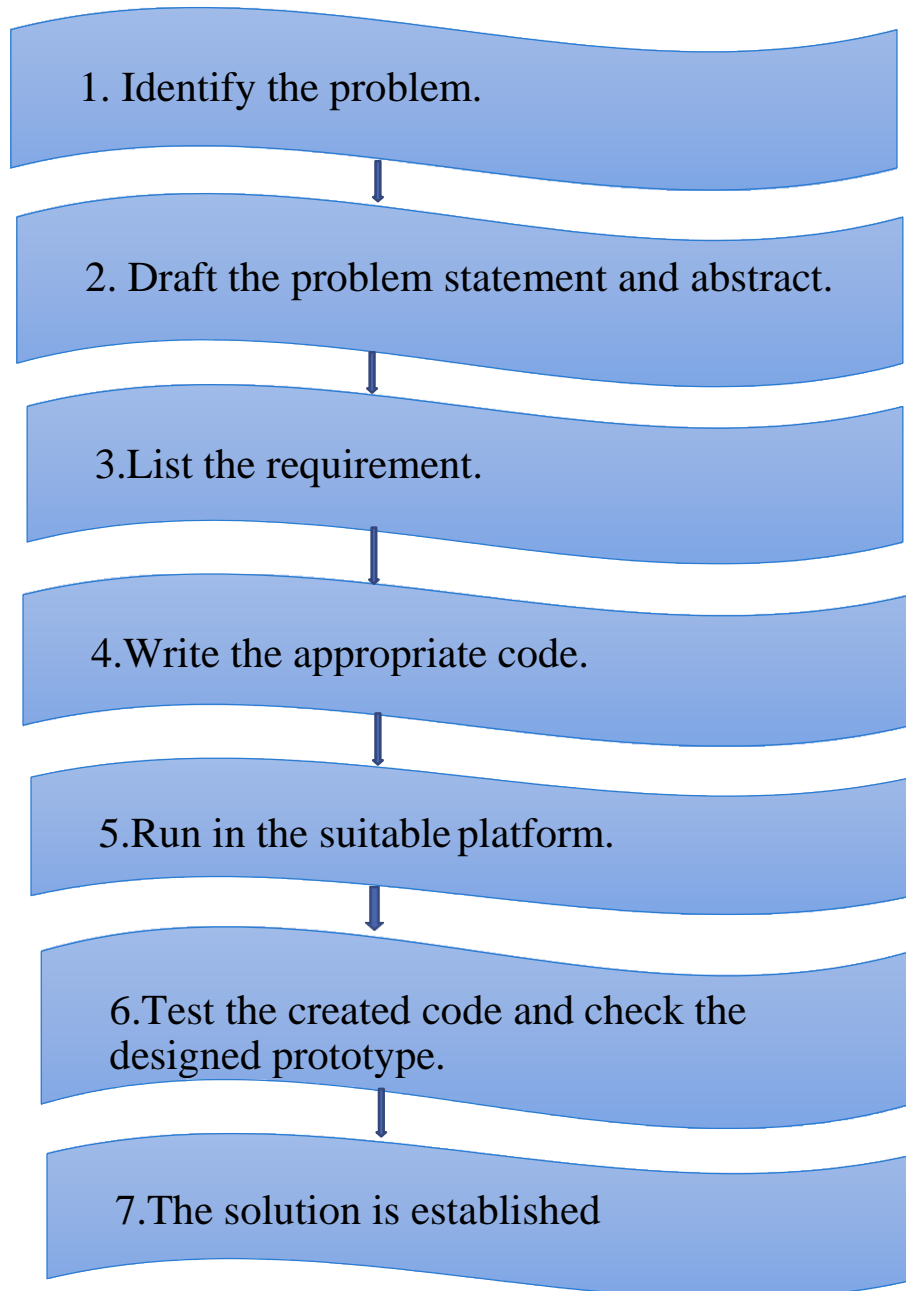 1. Identify the problem.
2. Draft the problem statement and abstract.
3.List the requirement.
4.Write the appropriate code.
5.Run in the suitable platform.
6.Test the created code and check the
designed prototype.
7.The solution is established